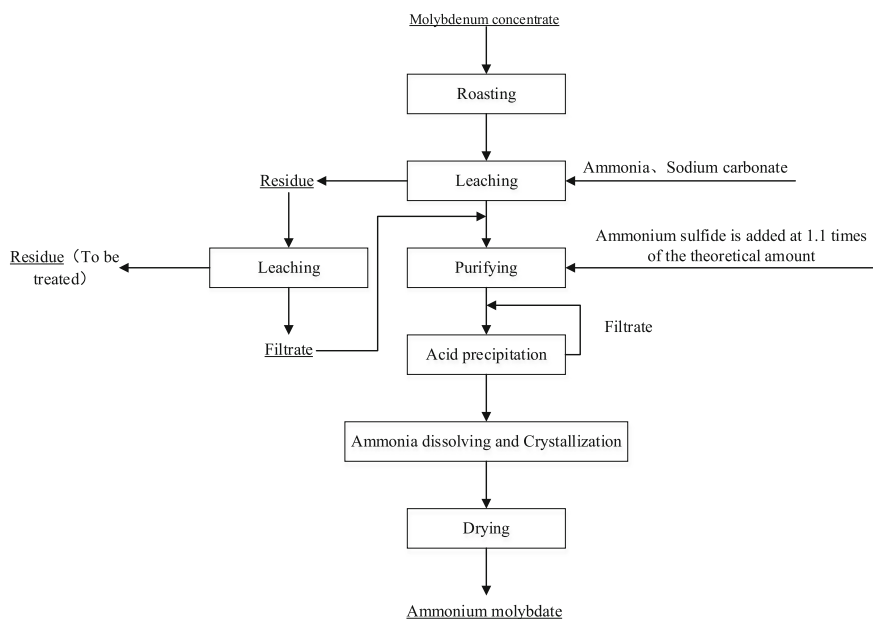 Molybdenum concentrate
Roasting
Residue
Leaching
Ammonia、Sodium carbonate
Residue（To be
treated）
Leaching
Purifying
Ammonium sulfide is added at 1.1 times
of the theoretical amount
Filtrate
Filtrate
Acid precipitation
Ammonia dissolving and Crystallization
Drying
Ammonium molybdate